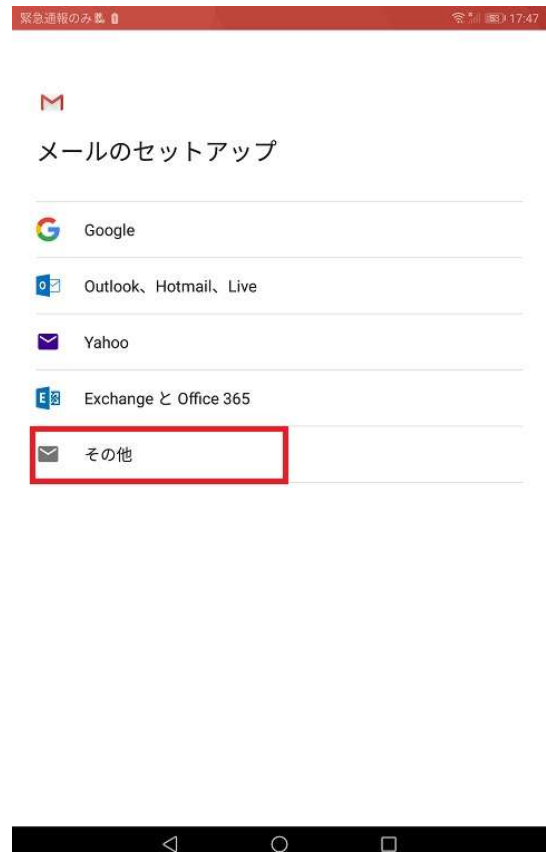 緊急通報のみ 17:47
メールのセットアップ
Google
Outlook、Hotmail、Live
Yahoo
Exchange と Office 365
その他